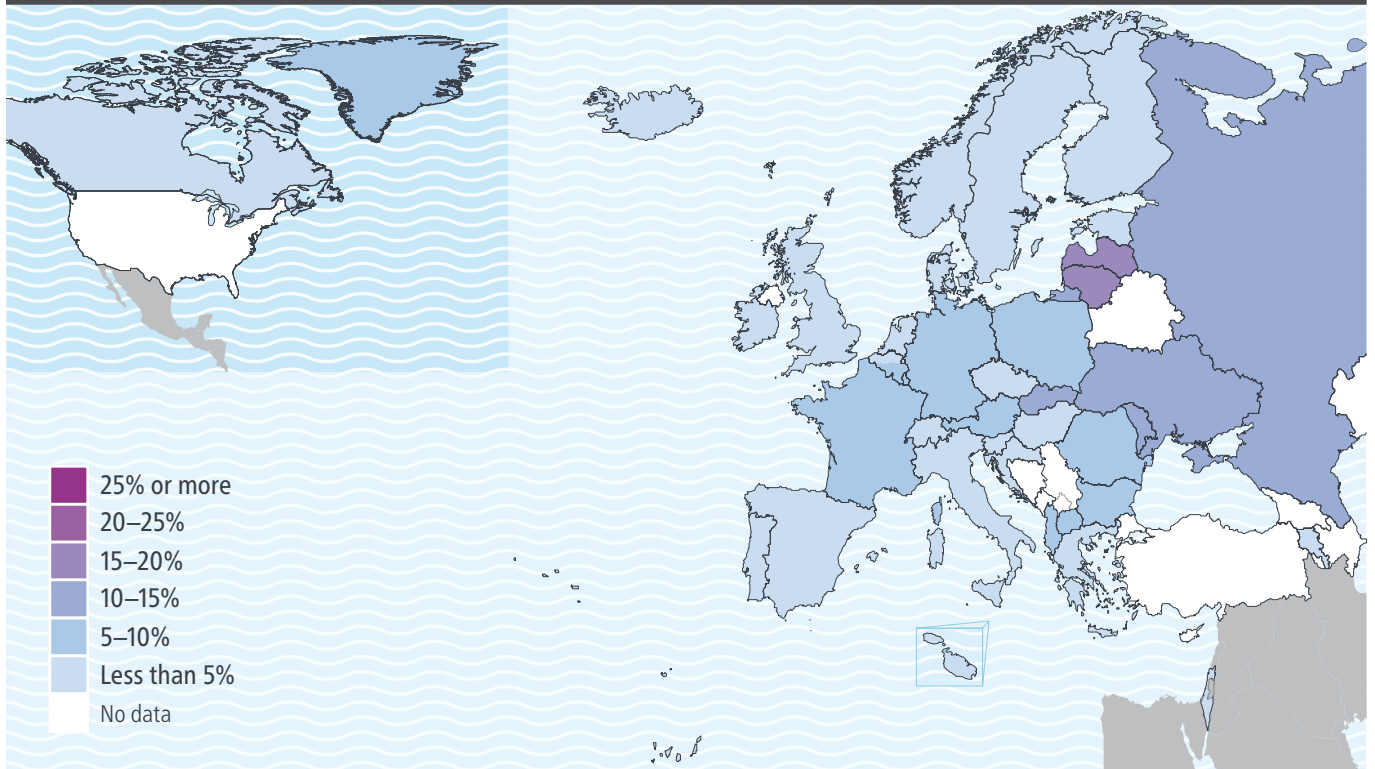 25% or more
20–25%
15–20%
10–15%
5–10%
Less than 5%
No data